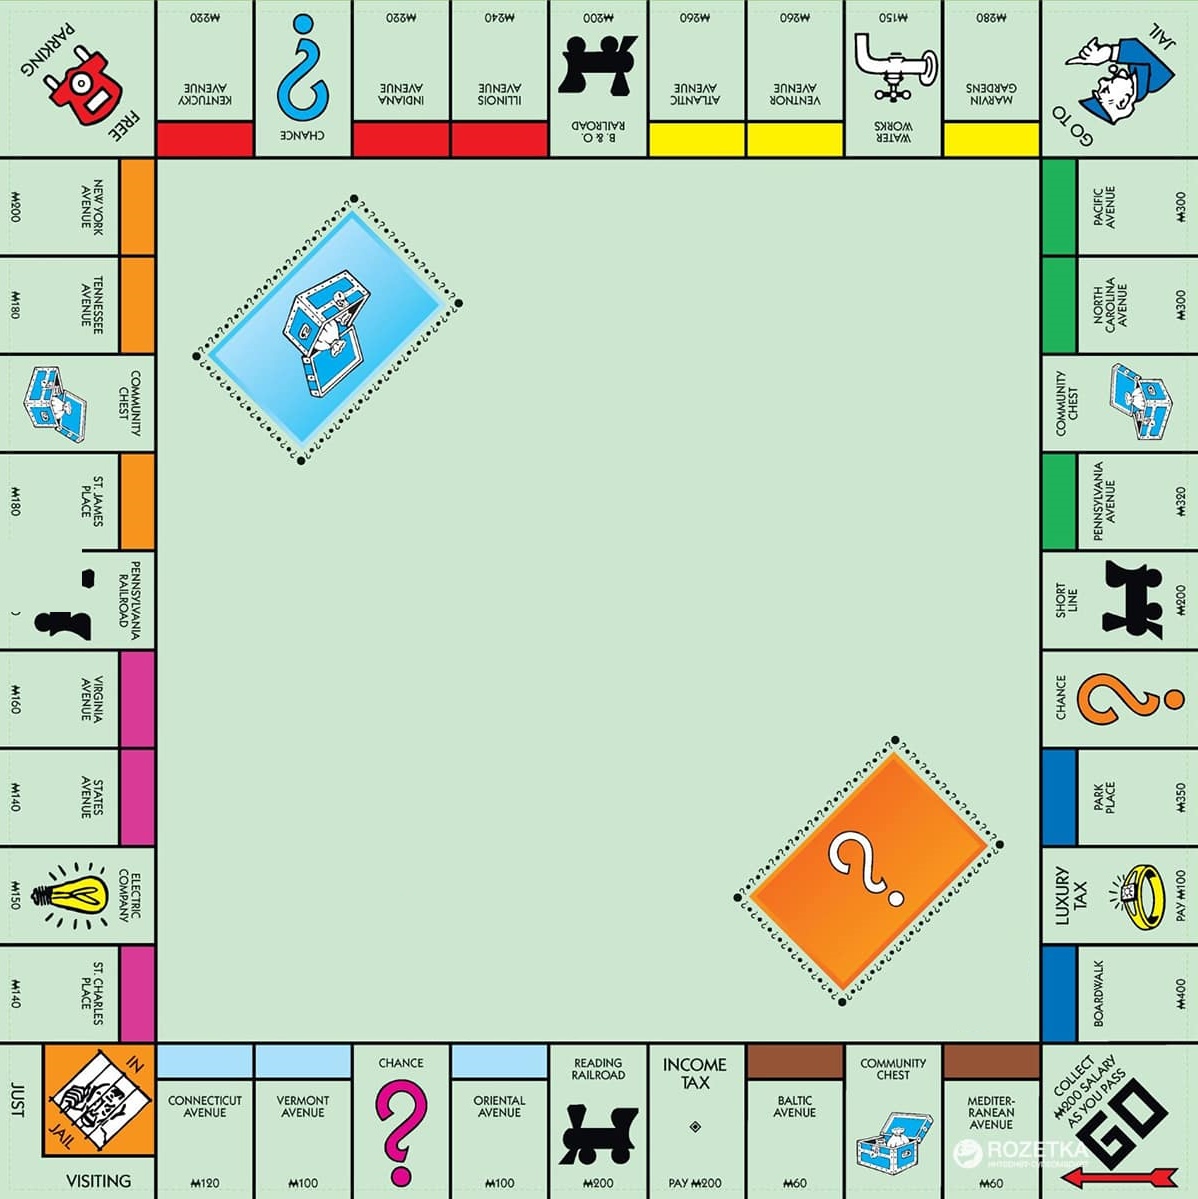 FREE
PARKING
KENTUCKY
AVENUE
₩220
CHANCE
INDIANA
AVENUE
₩220
ILLINOIS
AVENUE
₩240
B. & O.
RAILROAD
₩200
ATLANTIC
AVENUE
₩260
VENTNOR
AVENUE
₩260
WATER
WORKS
₩150
MARVIN
GARDENS
₩280
GO TO
JAIL
NEW YORK
AVENUE
₩200
TENNESSEE
AVENUE
₩180
COMMUNITY
CHEST
ST. JAMES
PLACE
₩180
PENNSYLVANIA
RAILROAD
VIRGINIA
AVENUE
₩160
STATES
AVENUE
₩140
ELECTRIC
COMPANY
₩150
ST. CHARLES
PLACE
₩140
PACIFIC
AVENUE
₩300
NORTH
CAROLINA
AVENUE
₩300
COMMUNITY
CHEST
PENNSYLVANIA
AVENUE
₩320
SHORT
LINE
₩200
CHANCE
?
PARK
PLACE
₩350
LUXURY
TAX
PAY ₩100
BOARDWALK
₩400
?
JUST
VISITING
IN
JAIL
CONNECTICUT
AVENUE
₩120
VERMONT
AVENUE
₩100
CHANCE
?
ORIENTAL
AVENUE
₩100
READING
RAILROAD
₩200
INCOME
TAX
PAY ₩200
BALTIC
AVENUE
₩60
COMMUNITY
CHEST
MEDITER-
RANEAN
AVENUE
₩60
COLLECT
₩200 SALARY
AS YOU PASS
GO
ROZETKA